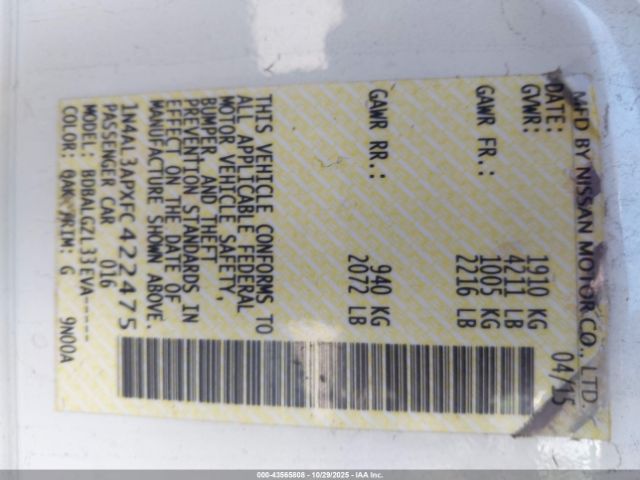 MFD BY NISSAN MOTOR CO., LTD.
DATE: 04/15
GVWR: 1910 KG
4211 LB
GAWR FR.: 1005 KG
2216 LB
GAWR RR.: 940 KG
2072 LB
THIS VEHICLE CONFORMS TO
ALL APPLICABLE FEDERAL
MOTOR VEHICLE SAFETY,
BUMPER, AND THEFT
PREVENTION STANDARDS IN
EFFECT ON THE DATE OF
MANUFACTURE SHOWN ABOVE.
1N4AL3APXFC422475
PASSENGER CAR 016
MODEL: BDBALGZL33EVA-----
COLOR: QAK TRIM: G 9N00A
000-43565808 - 10/29/2025 - IAA Inc.